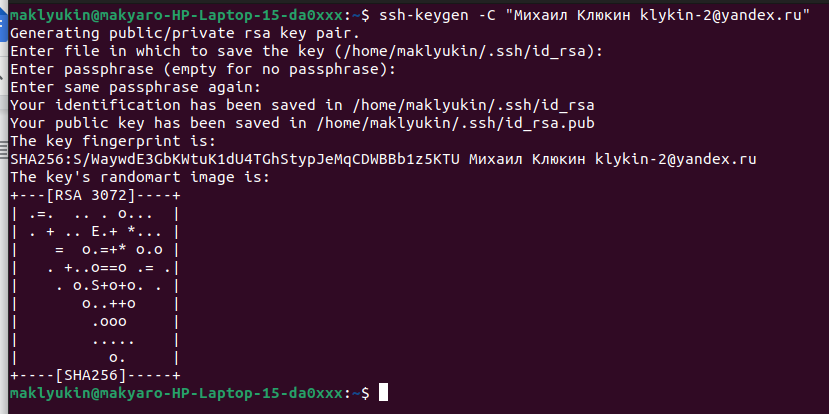 maklyukin@makyaro-HP-Laptop-15-da0xxx:~$ ssh-keygen -C "Михаил Клюкин klykin-2@yandex.ru"
Generating public/private rsa key pair.
Enter file in which to save the key (/home/maklyukin/.ssh/id_rsa):
Enter passphrase (empty for no passphrase):
Enter same passphrase again:
Your identification has been saved in /home/maklyukin/.ssh/id_rsa
Your public key has been saved in /home/maklyukin/.ssh/id_rsa.pub
The key fingerprint is:
SHA256:S/WaywdE3GbKWtuK1dU4TGhStypJeMqCDWBBb1z5KTU Михаил Клюкин klykin-2@yandex.ru
The key's randomart image is:
+---[RSA 3072]----+
| .=.  .. . o...  |
| . + .. E.+ *... |
|    =  o.=+* o.o |
|   . +..o==o .= .|
|    . o.S+o+o. . |
|       o..++o    |
|        .ooo     |
|        .....    |
|          o.     |
+----[SHA256]-----+
maklyukin@makyaro-HP-Laptop-15-da0xxx:~$